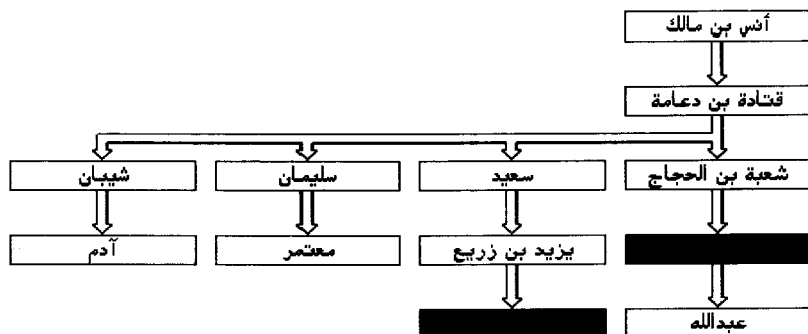 أنس بن مالك
قتادة بن دعامة
شعبة بن الحجاج
سعيد
سليمان
شيبان
يزيد بن زريع
معتمر
آدم
عبدالله